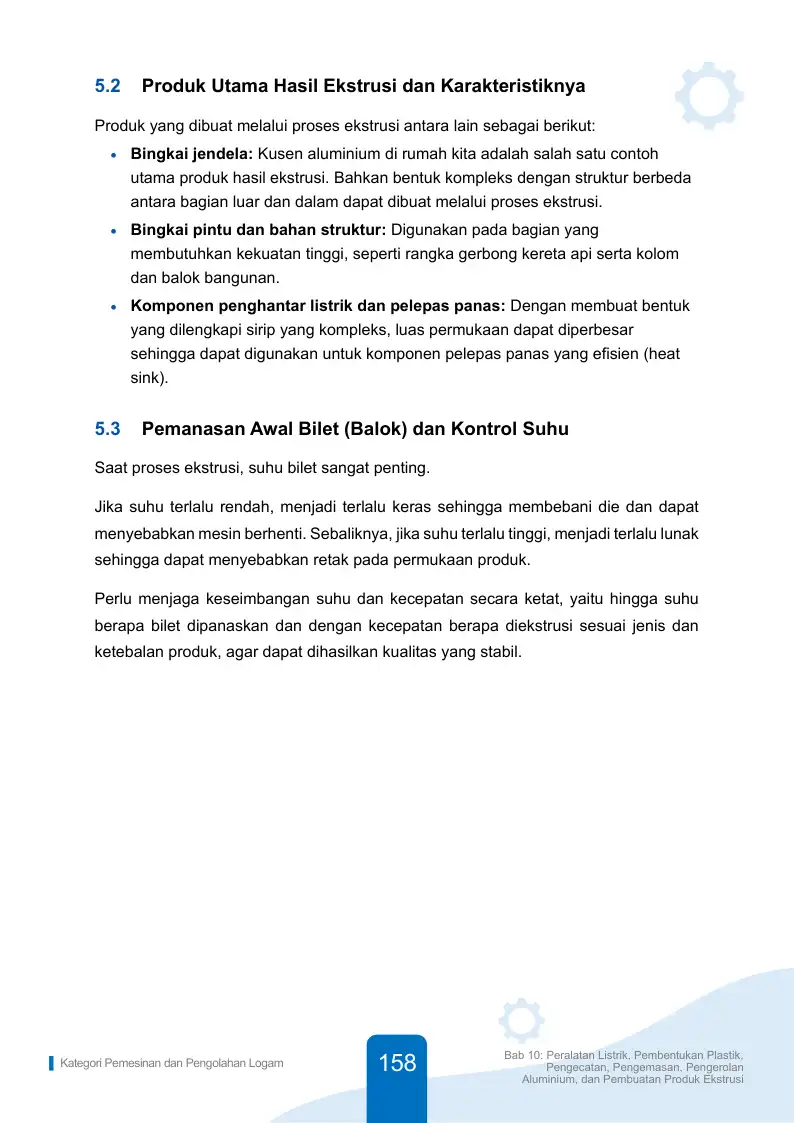 5.2 Produk Utama Hasil Ekstrusi dan Karakteristiknya
Produk yang dibuat melalui proses ekstrusi antara lain sebagai berikut:
• Bingkai jendela: Kusen aluminium di rumah kita adalah salah satu contoh
utama produk hasil ekstrusi. Bahkan bentuk kompleks dengan struktur berbeda
antara bagian luar dan dalam dapat dibuat melalui proses ekstrusi.
• Bingkai pintu dan bahan struktur: Digunakan pada bagian yang
membutuhkan kekuatan tinggi, seperti rangka gerbong kereta api serta kolom
dan balok bangunan.
• Komponen penghantar listrik dan pelepas panas: Dengan membuat bentuk
yang dilengkapi sirip yang kompleks, luas permukaan dapat diperbesar
sehingga dapat digunakan untuk komponen pelepas panas yang efisien (heat
sink).
5.3 Pemanasan Awal Bilet (Balok) dan Kontrol Suhu
Saat proses ekstrusi, suhu bilet sangat penting.
Jika suhu terlalu rendah, menjadi terlalu keras sehingga membebani die dan dapat
menyebabkan mesin berhenti. Sebaliknya, jika suhu terlalu tinggi, menjadi terlalu lunak
sehingga dapat menyebabkan retak pada permukaan produk.
Perlu menjaga keseimbangan suhu dan kecepatan secara ketat, yaitu hingga suhu
berapa bilet dipanaskan dan dengan kecepatan berapa diekstrusi sesuai jenis dan
ketebalan produk, agar dapat dihasilkan kualitas yang stabil.
Kategori Pemesinan dan Pengolahan Logam
158
Bab 10: Peralatan Listrik, Pembentukan Plastik,
Pengecatan, Pengemasan, Pengerolan
Aluminium, dan Pembuatan Produk Ekstrusi